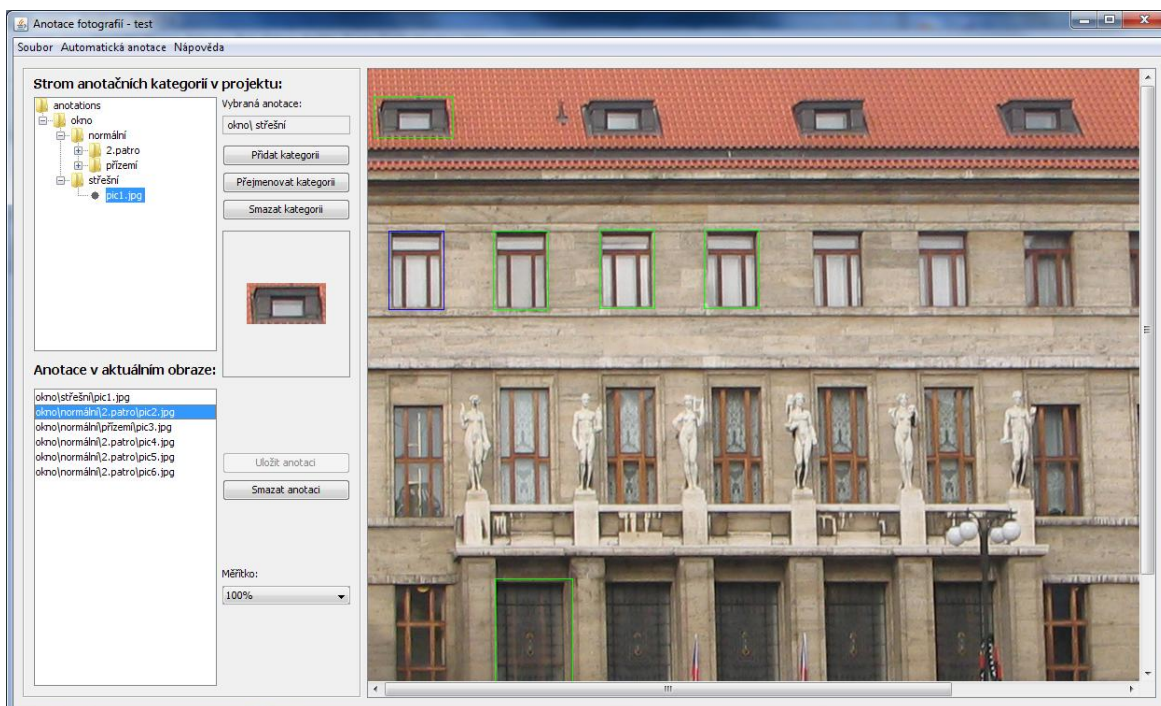 Anotace fotografií - test
Soubor Automatická anotace Nápověda
Strom anotačních kategorií v projektu:
anotations
okno
normální
2.patro
přízemí
střešní
pic1.jpg
Vybraná anotace:
okno\ střešní
Přidat kategorii
Přejmenovat kategorii
Smazat kategorii
Anotace v aktuálním obraze:
okno\střešní\pic1.jpg
okno\normální\2.patro\pic2.jpg
okno\normální\přízemí\pic3.jpg
okno\normální\2.patro\pic4.jpg
okno\normální\2.patro\pic5.jpg
okno\normální\2.patro\pic6.jpg
Uložit anotaci
Smazat anotaci
Měřítko:
100%